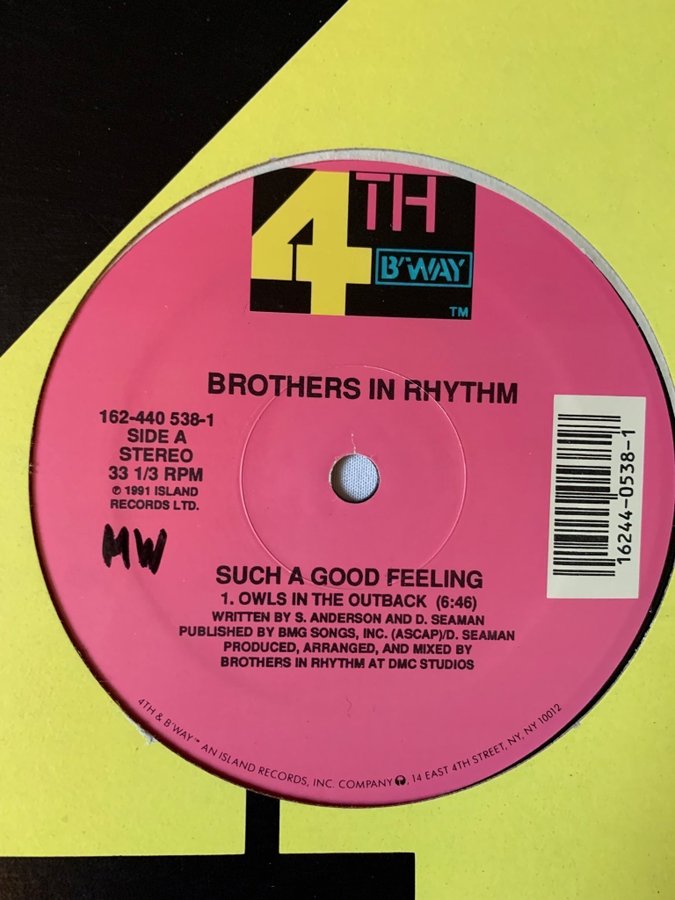 4TH
B'WAY
TM
BROTHERS IN RHYTHM
162-440 538-1
SIDE A
STEREO
33 1/3 RPM
℗ 1991 ISLAND
RECORDS LTD.
MW
16244-0538-1
SUCH A GOOD FEELING
1. OWLS IN THE OUTBACK (6:46)
WRITTEN BY S. ANDERSON AND D. SEAMAN
PUBLISHED BY BMG SONGS, INC. (ASCAP)/D. SEAMAN
PRODUCED, ARRANGED, AND MIXED BY
BROTHERS IN RHYTHM AT DMC STUDIOS
4TH & B'WAY™ AN ISLAND RECORDS, INC. COMPANY, 14 EAST 4TH STREET, NY, NY 10012